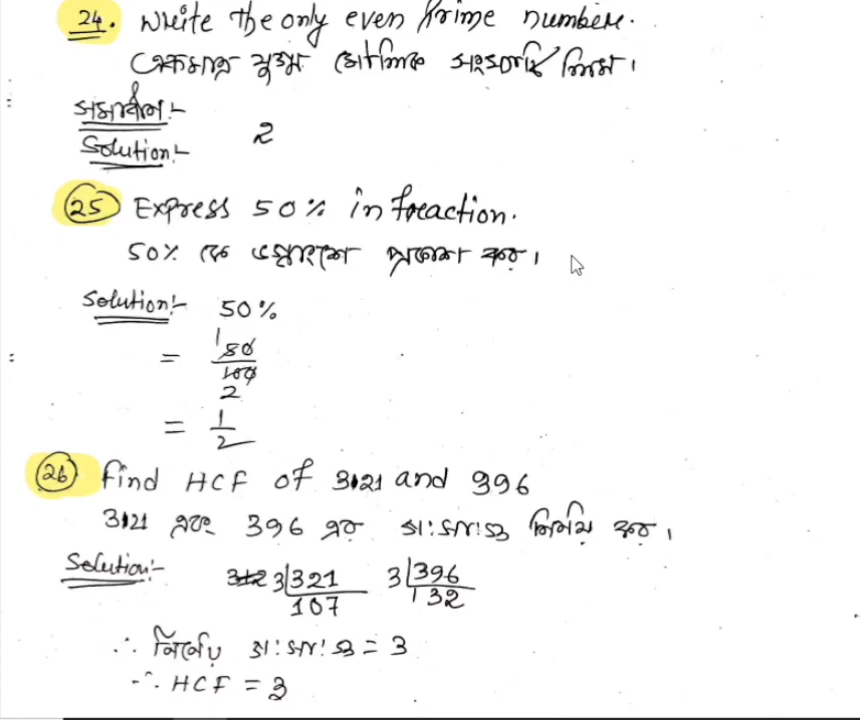 24. Write the only even prime number.
একমাত্র যুগ্ম মৌলিক সংখ্যাটি লিখ।
সমাধান:-
Solution:- 2
25 Express 50% in fraction.
50% কে ভগ্নাংশে প্রকাশ কর।
Solution:- 50%
= 1 50
100
2
= 1
2
26 Find HCF of 321 and 396
321 এবং 396 এর গ:সা:গু নির্ণয় কর।
Solution:- 3 321 3 396
107 132
∴ নির্ণেয় গ:সা:গু = 3
∴ HCF = 3